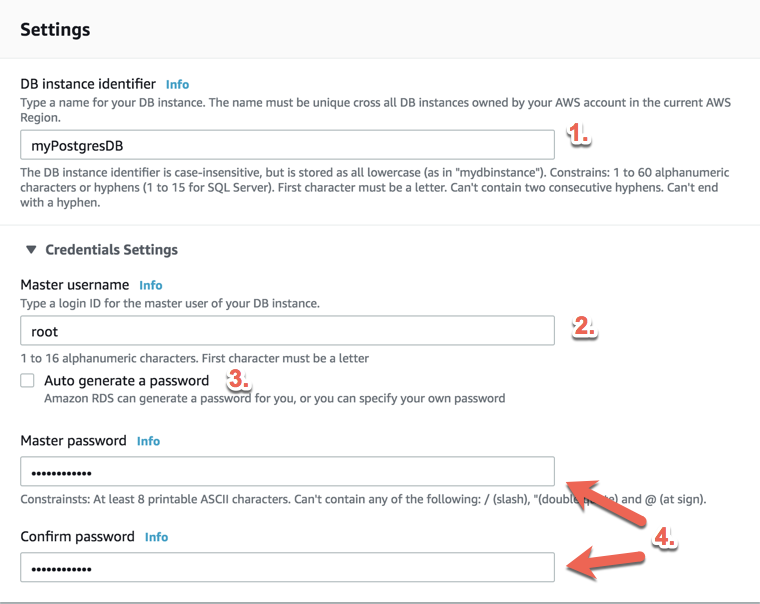 Settings
DB instance identifier Info
Type a name for your DB instance. The name must be unique cross all DB instances owned by your AWS account in the current AWS
Region.
myPostgresDB
1.
The DB instance identifier is case-insensitive, but is stored as all lowercase (as in "mydbinstance"). Constrains: 1 to 60 alphanumeric
characters or hyphens (1 to 15 for SQL Server). First character must be a letter. Can't contain two consecutive hyphens. Can't end
with a hyphen.
▼ Credentials Settings
Master username Info
Type a login ID for the master user of your DB instance.
root
2.
1 to 16 alphanumeric characters. First character must be a letter
Auto generate a password 3.
Amazon RDS can generate a password for you, or you can specify your own password
Master password Info
••••••••••••
Constrainsts: At least 8 printable ASCII characters. Can't contain any of the following: / (slash), "(double quote) and @ (at sign).
4.
Confirm password Info
••••••••••••